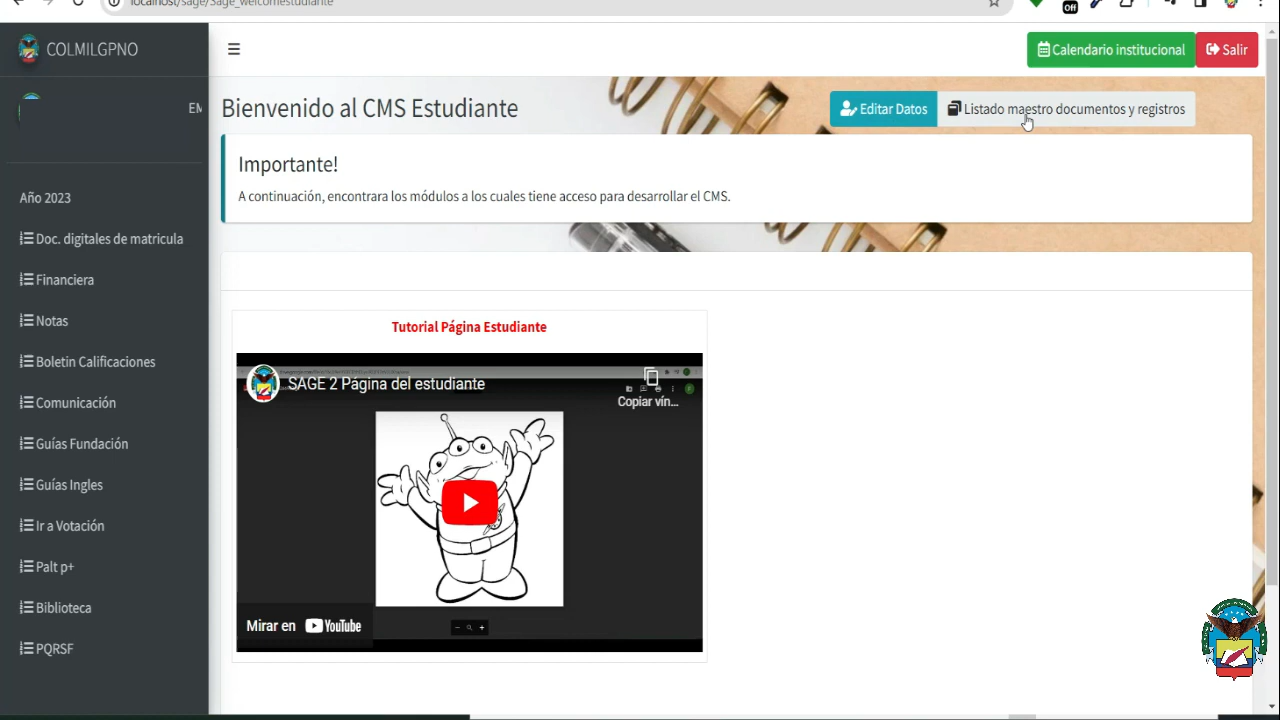 localhost/sage/Sage_welcomestudiante
Off
COLMILGPNO
Calendario institucional
Salir
EM
Bienvenido al CMS Estudiante
Editar Datos
Listado maestro documentos y registros
Importante!
A continuación, encontrara los módulos a los cuales tiene acceso para desarrollar el CMS.
Año 2023
Doc. digitales de matricula
Financiera
Notas
Boletin Calificaciones
Comunicación
Guías Fundación
Guías Ingles
Ir a Votación
Palt p+
Biblioteca
PQRSF
Tutorial Página Estudiante
SAGE 2 Página del estudiante
Copiar vín...
Mirar en YouTube